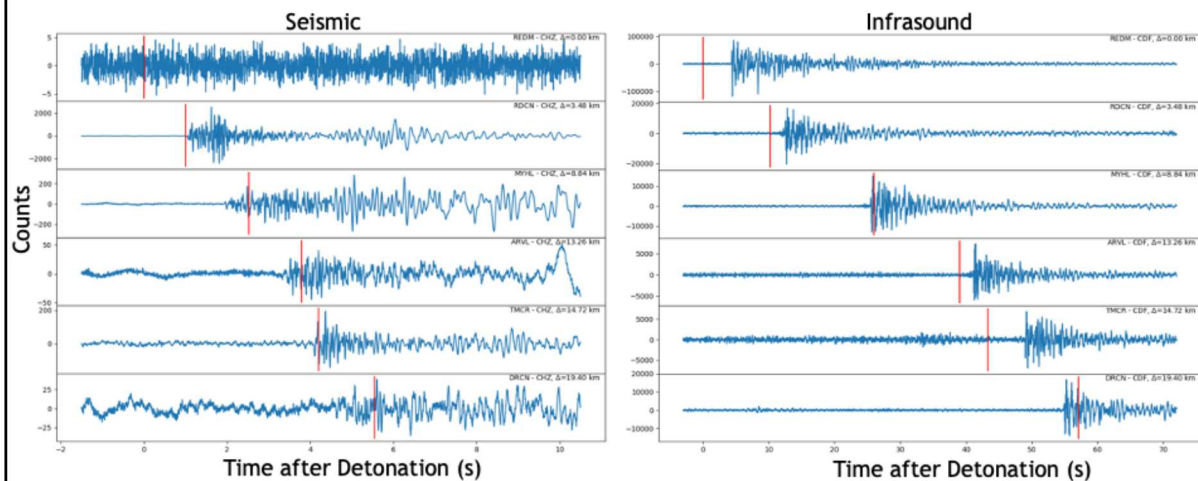 Seismic
Counts
REDM - CHZ, Δ=0.00 km
5
0
−5
RDCN - CHZ, Δ=3.48 km
2000
0
−2000
MYHL - CHZ, Δ=8.84 km
200
0
−200
ARVL - CHZ, Δ=13.26 km
50
0
−50
TMCR - CHZ, Δ=14.72 km
200
0
DRCN - CHZ, Δ=19.40 km
25
0
−25
−2 0 2 4 6 8 10
Time after Detonation (s)
Infrasound
REDM - CDF, Δ=0.00 km
100000
0
−100000
RDCN - CDF, Δ=3.48 km
20000
0
−20000
MYHL - CDF, Δ=8.84 km
10000
0
−10000
ARVL - CDF, Δ=13.26 km
5000
0
−5000
TMCR - CDF, Δ=14.72 km
5000
0
−5000
DRCN - CDF, Δ=19.40 km
20000
10000
0
−10000
0 10 20 30 40 50 60 70
Time after Detonation (s)